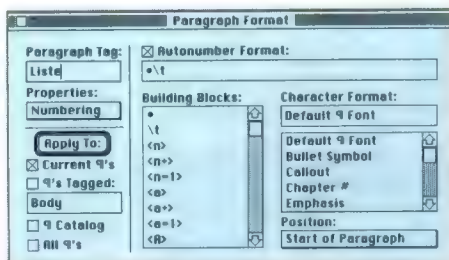 Paragraph Format
Paragraph Tag:
Liste
Properties:
Numbering
Apply To:
Current ¶'s
¶'s Tagged:
Body
¶ Catalog
All ¶'s
Autonumber Format:
•\t
Building Blocks:
•
\t
<n>
<n+>
<n=1>
<a>
<a+>
<a=1>
<A>
Character Format:
Default ¶ Font
Default ¶ Font
Bullet Symbol
Callout
Chapter #
Emphasis
Position:
Start of Paragraph